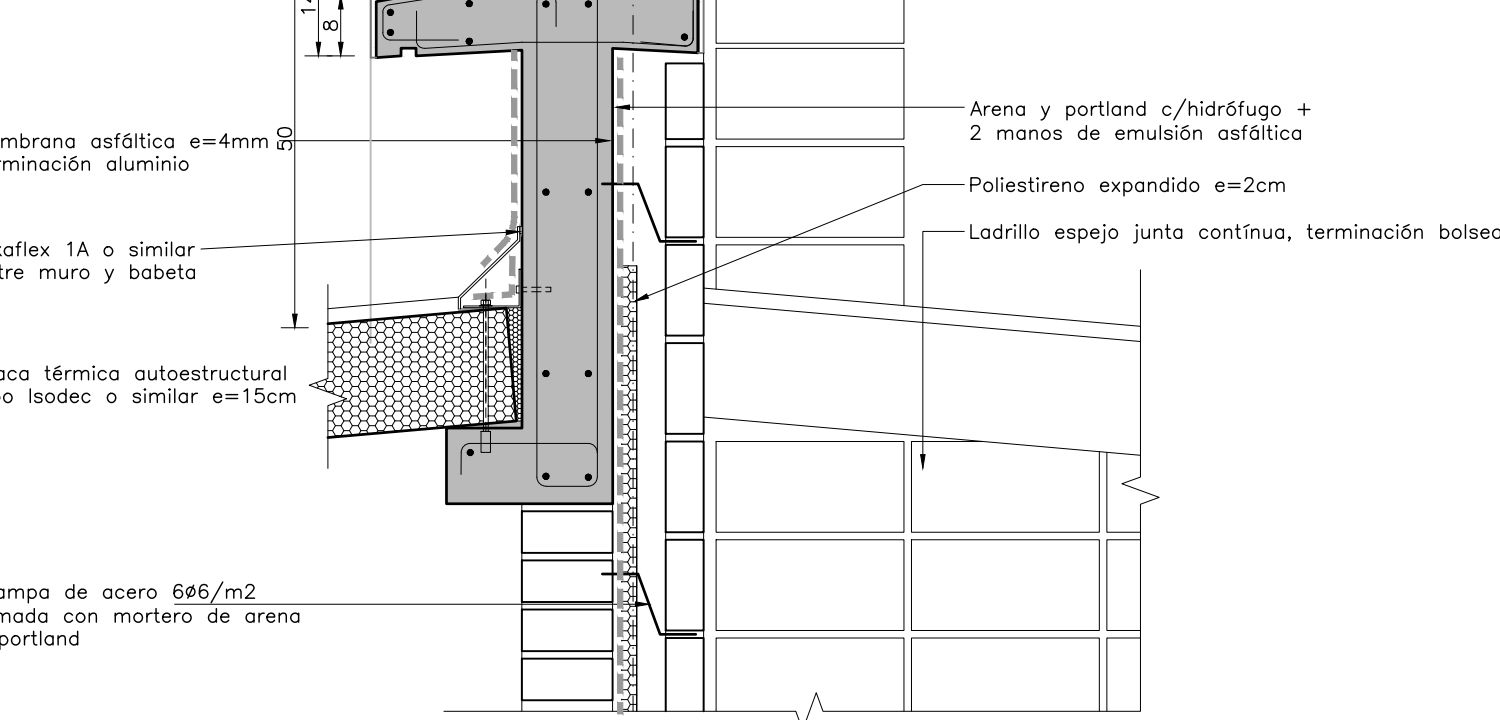 8
50
mbrana asfáltica e=4mm
rminación aluminio
kaflex 1A o similar
tre muro y babeta
aca térmica autoestructural
o Isodec o similar e=15cm
ampa de acero 6ø6/m2
mada con mortero de arena
portland
Arena y portland c/hidrófugo +
2 manos de emulsión asfáltica
Poliestireno expandido e=2cm
Ladrillo espejo junta contínua, terminación bolsea